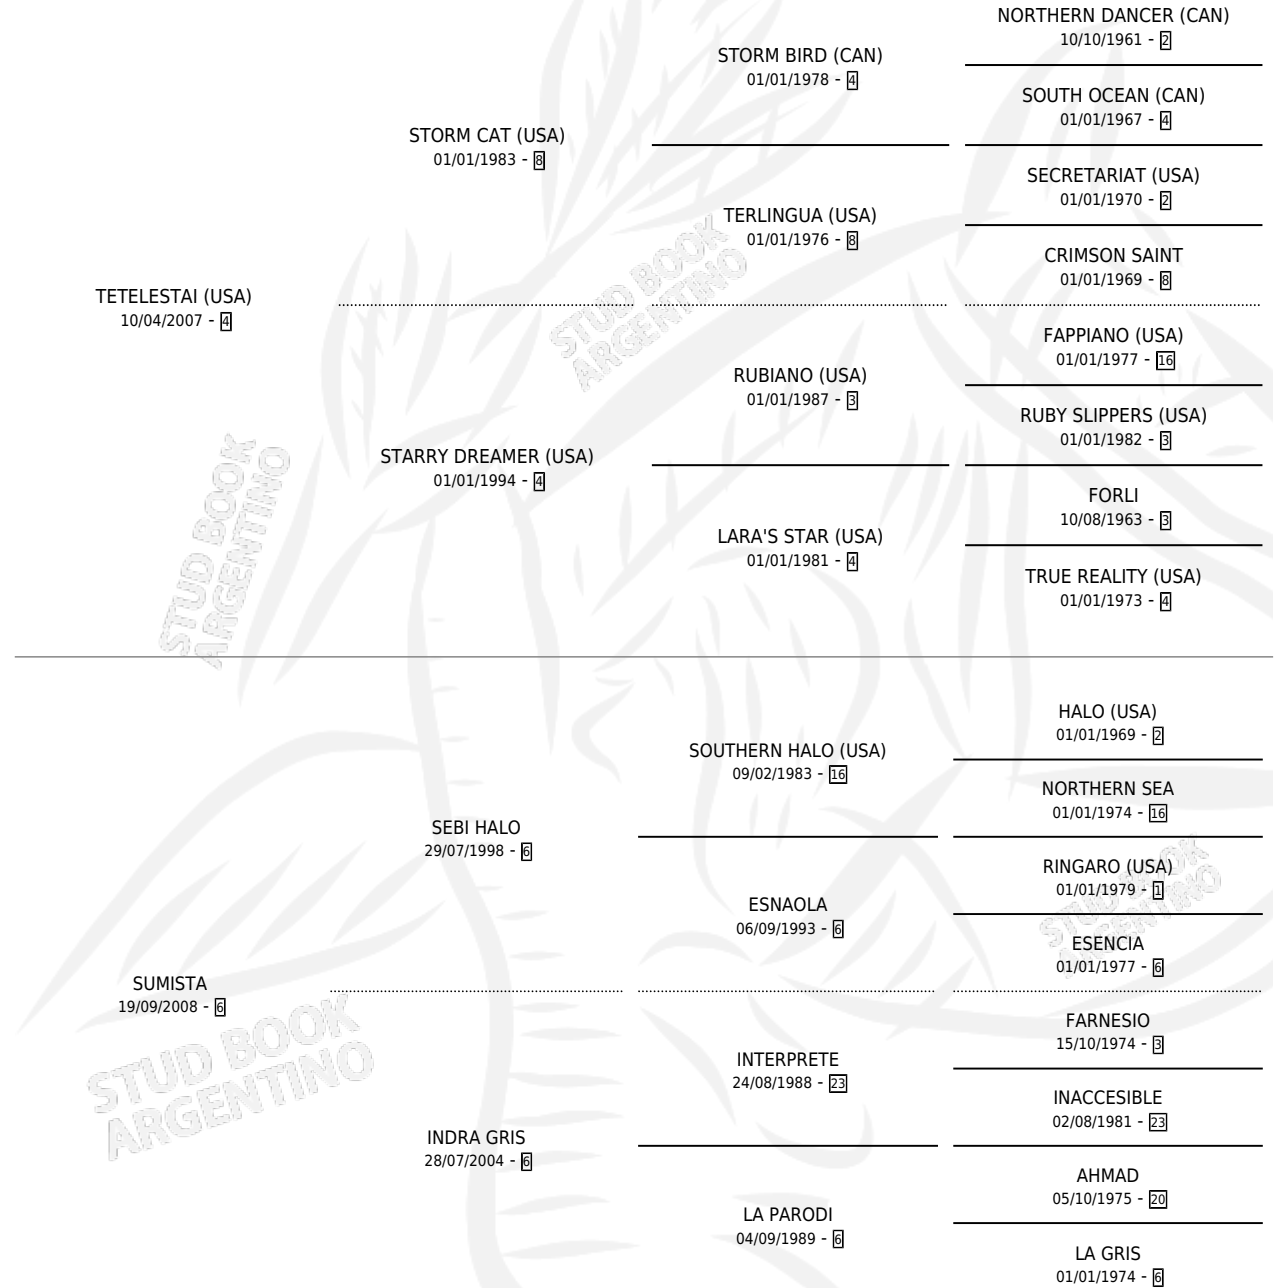 NORTHERN DANCER (CAN)
10/10/1961 - 2
STORM BIRD (CAN)
01/01/1978 - 4
SOUTH OCEAN (CAN)
01/01/1967 - 4
STORM CAT (USA)
01/01/1983 - 8
SECRETARIAT (USA)
01/01/1970 - 2
TERLINGUA (USA)
01/01/1976 - 8
CRIMSON SAINT
01/01/1969 - 8
TETELESTAI (USA)
10/04/2007 - 4
FAPPIANO (USA)
01/01/1977 - 16
RUBIANO (USA)
01/01/1987 - 3
RUBY SLIPPERS (USA)
01/01/1982 - 3
STARRY DREAMER (USA)
01/01/1994 - 4
FORLI
10/08/1963 - 3
LARA'S STAR (USA)
01/01/1981 - 4
TRUE REALITY (USA)
01/01/1973 - 4
STUD BOOK
ARGENTINO
STUD BOOK
ARGENTINO
HALO (USA)
01/01/1969 - 2
SOUTHERN HALO (USA)
09/02/1983 - 16
NORTHERN SEA
01/01/1974 - 16
SEBI HALO
29/07/1998 - 6
RINGARO (USA)
01/01/1979 - 1
ESNAOLA
06/09/1993 - 6
ESENCIA
01/01/1977 - 6
SUMISTA
19/09/2008 - 6
FARNESIO
15/10/1974 - 3
INTERPRETE
24/08/1988 - 23
INACCESIBLE
02/08/1981 - 23
INDRA GRIS
28/07/2004 - 6
AHMAD
05/10/1975 - 20
LA PARODI
04/09/1989 - 6
LA GRIS
01/01/1974 - 6
STUD BOOK
ARGENTINO
STUD BOOK
ARGENTINO